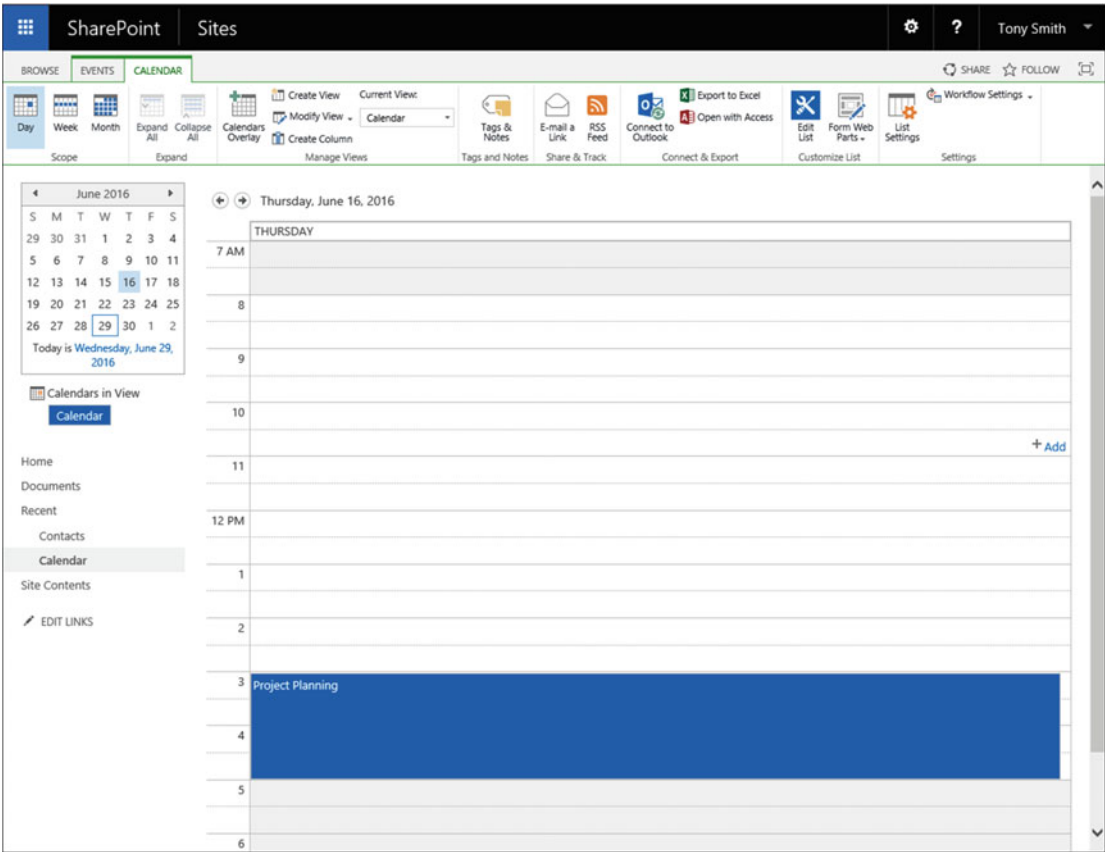 SharePoint Sites ? Tony Smith
BROWSE EVENTS CALENDAR SHARE FOLLOW
Day Week Month Expand All Collapse All Calendars Overlay Create View Modify View Create Column Current View: Calendar Tags & Notes E-mail a Link RSS Feed Connect to Outlook Export to Excel Open with Access Edit List Form Web Parts List Settings Workflow Settings
Scope Expand Manage Views Tags and Notes Share & Track Connect & Export Customize List Settings
June 2016
S M T W T F S
29 30 31 1 2 3 4
5 6 7 8 9 10 11
12 13 14 15 16 17 18
19 20 21 22 23 24 25
26 27 28 29 30 1 2
Today is Wednesday, June 29,
2016
Calendars in View
Calendar
Home
Documents
Recent
Contacts
Calendar
Site Contents
EDIT LINKS
Thursday, June 16, 2016
THURSDAY
7 AM
8
9
10
+ Add
11
12 PM
1
2
3 Project Planning
4
5
6